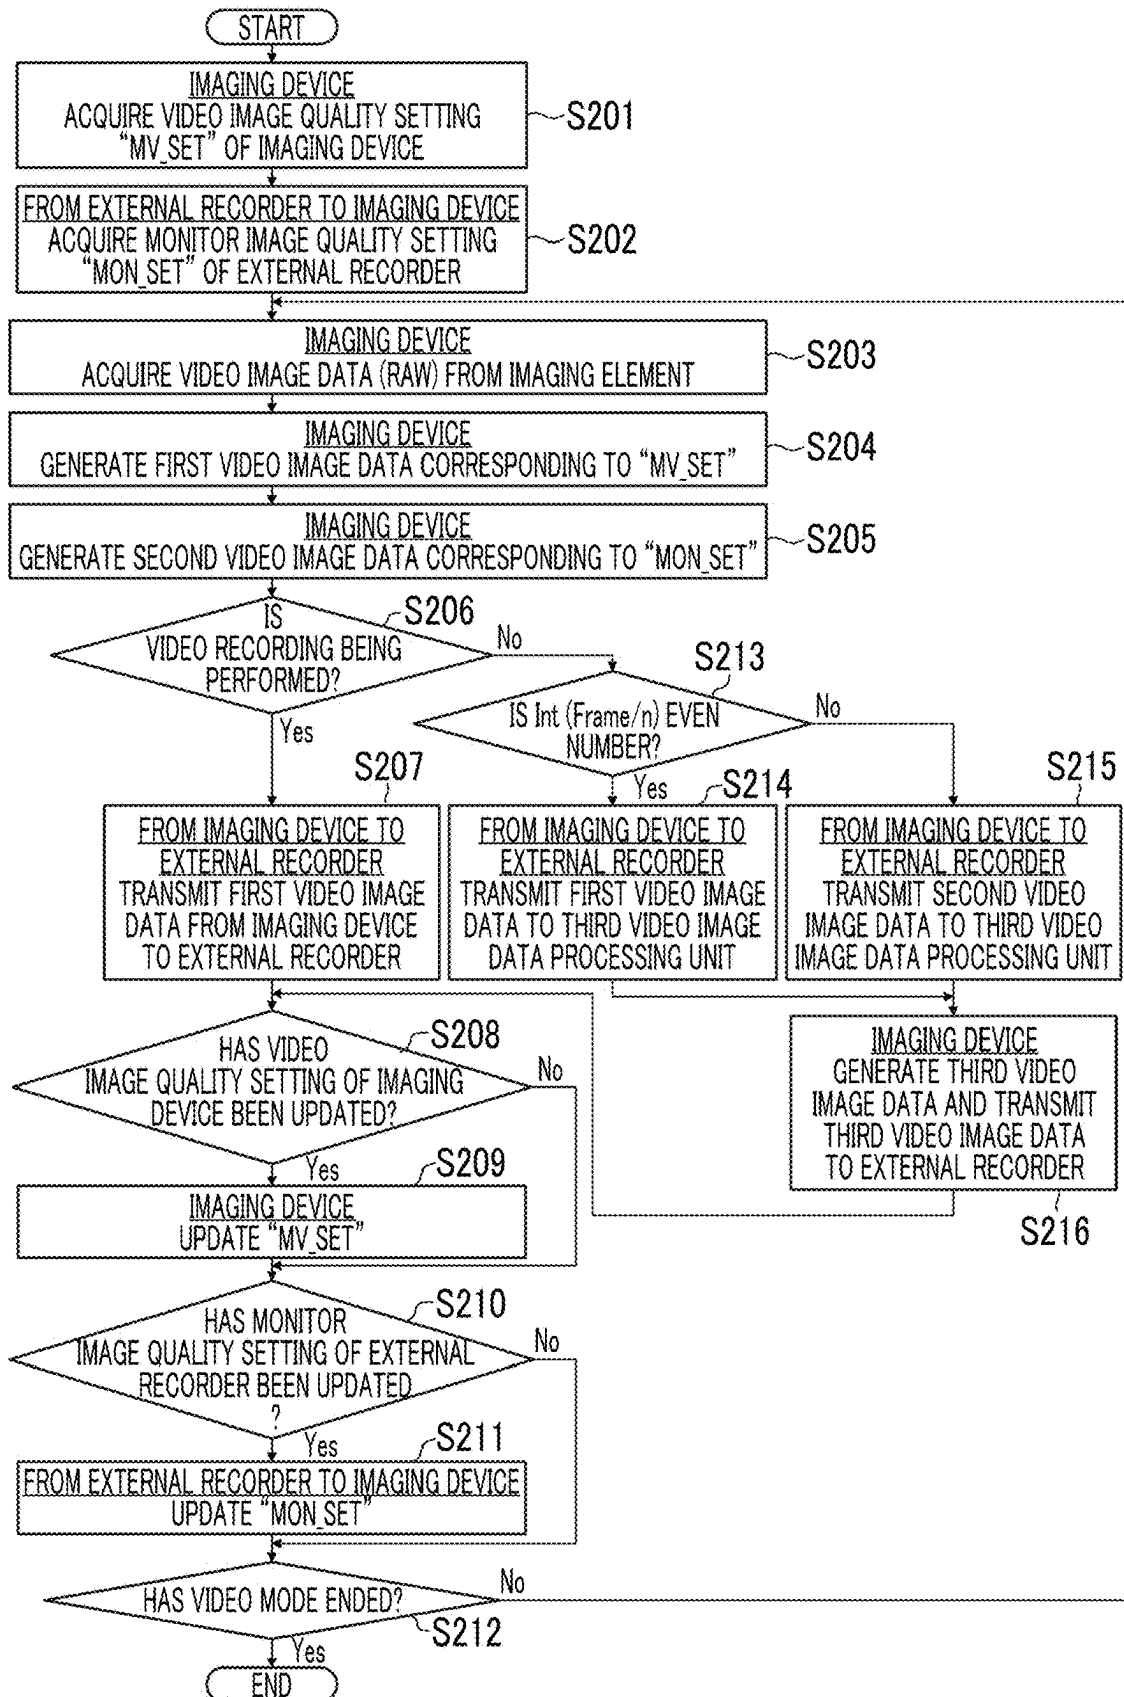 START
IMAGING DEVICE
ACQUIRE VIDEO IMAGE QUALITY SETTING
“MV_SET” OF IMAGING DEVICE
S201
FROM EXTERNAL RECORDER TO IMAGING DEVICE
ACQUIRE MONITOR IMAGE QUALITY SETTING
“MON_SET” OF EXTERNAL RECORDER
S202
IMAGING DEVICE
ACQUIRE VIDEO IMAGE DATA (RAW) FROM IMAGING ELEMENT
S203
IMAGING DEVICE
GENERATE FIRST VIDEO IMAGE DATA CORRESPONDING TO “MV_SET”
S204
IMAGING DEVICE
GENERATE SECOND VIDEO IMAGE DATA CORRESPONDING TO “MON_SET”
S205
S206
IS
VIDEO RECORDING BEING
PERFORMED?
No
Yes
S213
IS Int (Frame/n) EVEN
NUMBER?
No
Yes
S207
FROM IMAGING DEVICE TO
EXTERNAL RECORDER
TRANSMIT FIRST VIDEO IMAGE
DATA FROM IMAGING DEVICE
TO EXTERNAL RECORDER
S214
FROM IMAGING DEVICE TO
EXTERNAL RECORDER
TRANSMIT FIRST VIDEO IMAGE
DATA TO THIRD VIDEO IMAGE
DATA PROCESSING UNIT
S215
FROM IMAGING DEVICE TO
EXTERNAL RECORDER
TRANSMIT SECOND VIDEO
IMAGE DATA TO THIRD VIDEO
IMAGE DATA PROCESSING UNIT
IMAGING DEVICE
GENERATE THIRD VIDEO
IMAGE DATA AND TRANSMIT
THIRD VIDEO IMAGE DATA
TO EXTERNAL RECORDER
S216
S208
HAS VIDEO
IMAGE QUALITY SETTING OF IMAGING
DEVICE BEEN UPDATED?
No
Yes
S209
IMAGING DEVICE
UPDATE “MV_SET”
S210
HAS MONITOR
IMAGE QUALITY SETTING OF EXTERNAL
RECORDER BEEN UPDATED
?
No
Yes
S211
FROM EXTERNAL RECORDER TO IMAGING DEVICE
UPDATE “MON_SET”
HAS VIDEO MODE ENDED?
No
S212
Yes
END